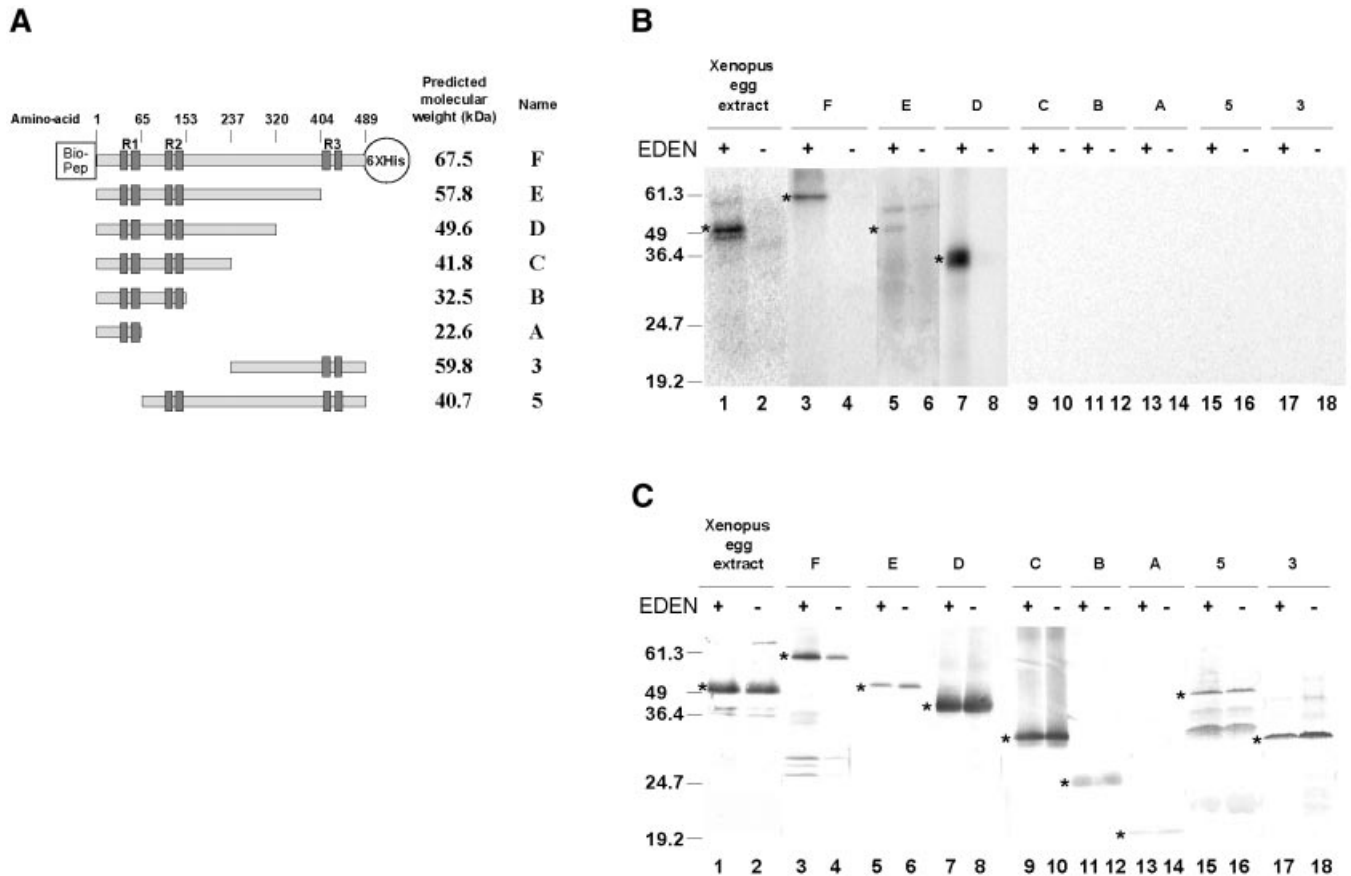 A
Predicted
molecular
weight (kDa)
Name
Amino-acid 1 65 153 237 320 404 489
R1 R2 R3
Bio-
Pep
6XHis
67.5 F
57.8 E
49.6 D
41.8 C
32.5 B
22.6 A
59.8 3
40.7 5
B
Xenopus
egg
extract
F E D C B A 5 3
EDEN + - + - + - + - + - + - + - + - + -
61.3
*
*
49
*
36.4
*
24.7
19.2
1 2 3 4 5 6 7 8 9 10 11 12 13 14 15 16 17 18
C
Xenopus
egg
extract
F E D C B A 5 3
EDEN + - + - + - + - + - + - + - + - + -
61.3
*
* * *
49
*
36.4
* *
24.7
*
19.2
*
1 2 3 4 5 6 7 8 9 10 11 12 13 14 15 16 17 18